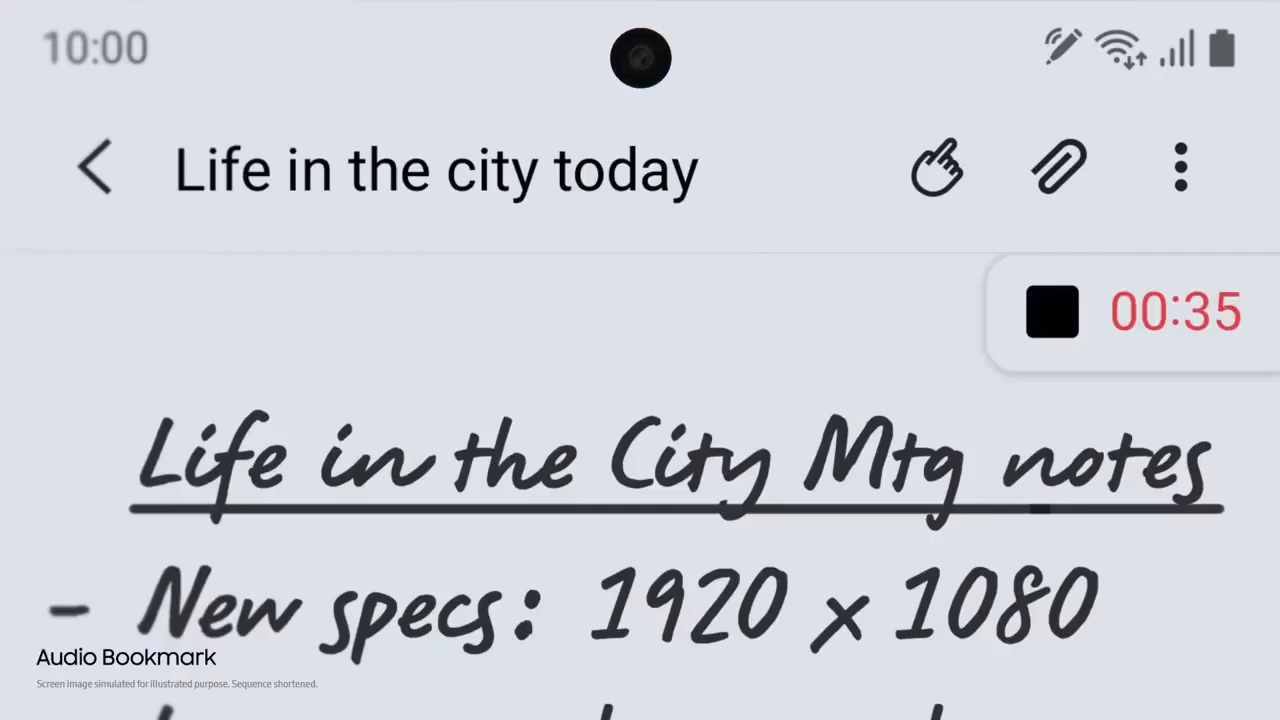 10:00
Life in the city today
00:35
Life in the City Mtg notes
- New specs: 1920 x 1080
Audio Bookmark
Screen image simulated for illustrated purpose. Sequence shortened.